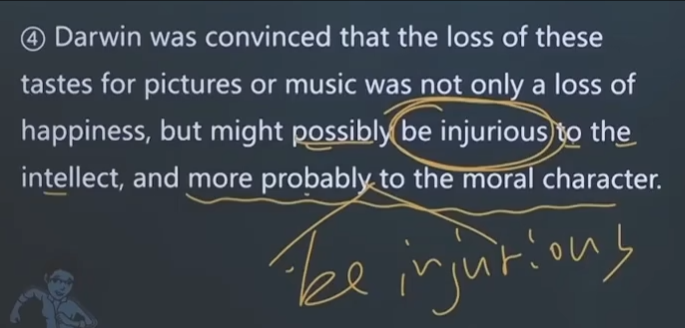 ④ Darwin was convinced that the loss of these
tastes for pictures or music was not only a loss of
happiness, but might possibly be injurious to the
intellect, and more probably to the moral character.
be injurious